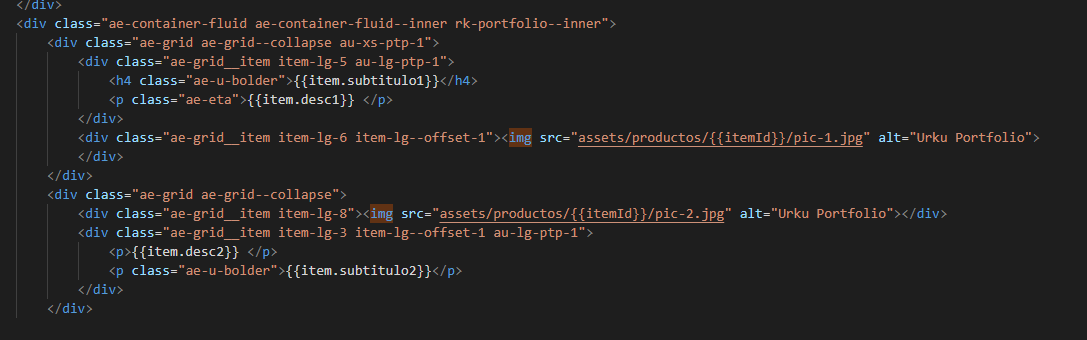 </div>
<div class="ae-container-fluid ae-container-fluid--inner rk-portfolio--inner">
<div class="ae-grid ae-grid--collapse au-xs-ptp-1">
<div class="ae-grid__item item-lg-5 au-lg-ptp-1">
<h4 class="ae-u-bolder">{{item.subtitulo1}}</h4>
<p class="ae-eta">{{item.desc1}} </p>
</div>
<div class="ae-grid__item item-lg-6 item-lg--offset-1"><img src="assets/productos/{{itemId}}/pic-1.jpg" alt="Urku Portfolio">
</div>
</div>
<div class="ae-grid ae-grid--collapse">
<div class="ae-grid__item item-lg-8"><img src="assets/productos/{{itemId}}/pic-2.jpg" alt="Urku Portfolio"></div>
<div class="ae-grid__item item-lg-3 item-lg--offset-1 au-lg-ptp-1">
<p>{{item.desc2}} </p>
<p class="ae-u-bolder">{{item.subtitulo2}}</p>
</div>
</div>